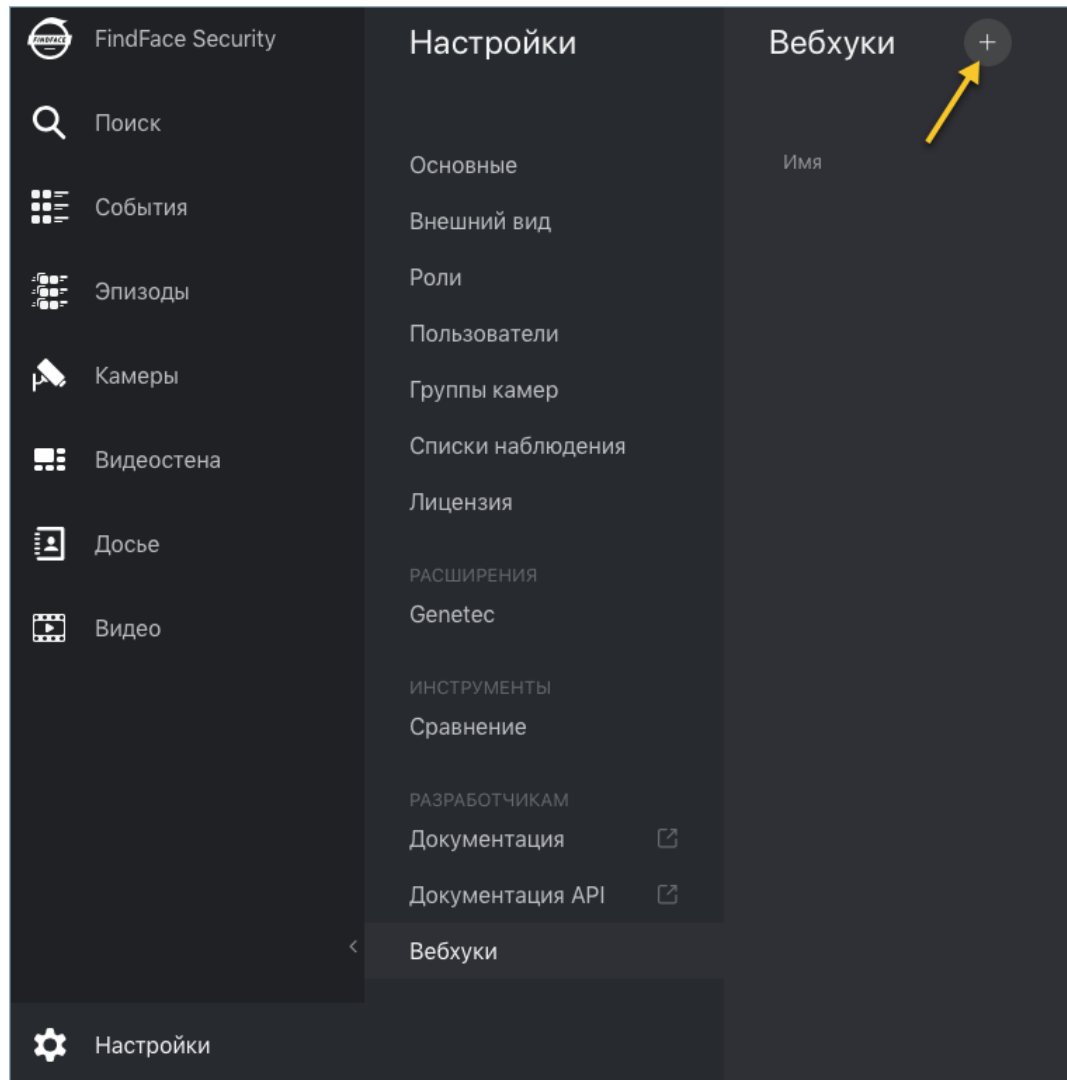 FINDFACE
FindFace Security
Поиск
События
Эпизоды
Камеры
Видеостена
Досье
Видео
Настройки
Настройки
Основные
Внешний вид
Роли
Пользователи
Группы камер
Списки наблюдения
Лицензия
РАСШИРЕНИЯ
Genetec
ИНСТРУМЕНТЫ
Сравнение
РАЗРАБОТЧИКАМ
Документация
Документация API
Вебхуки
Вебхуки
Имя